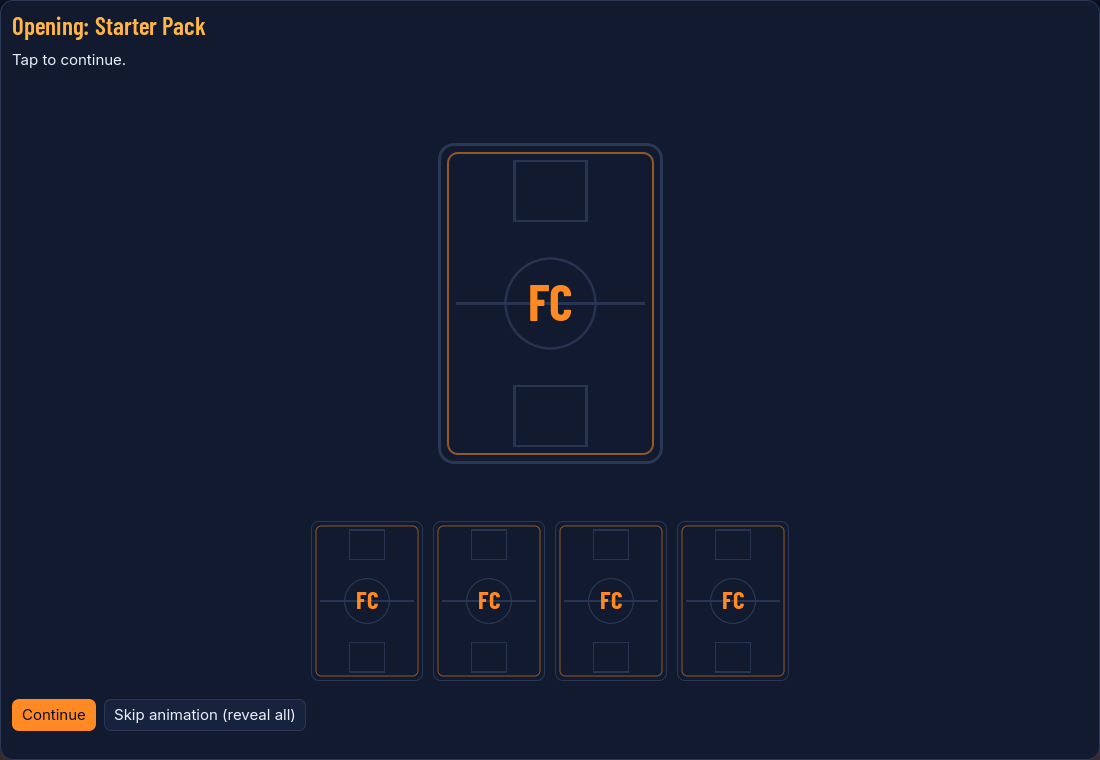 Opening: Starter Pack
Tap to continue.
FC
FC
FC
FC
FC
Continue
Skip animation (reveal all)